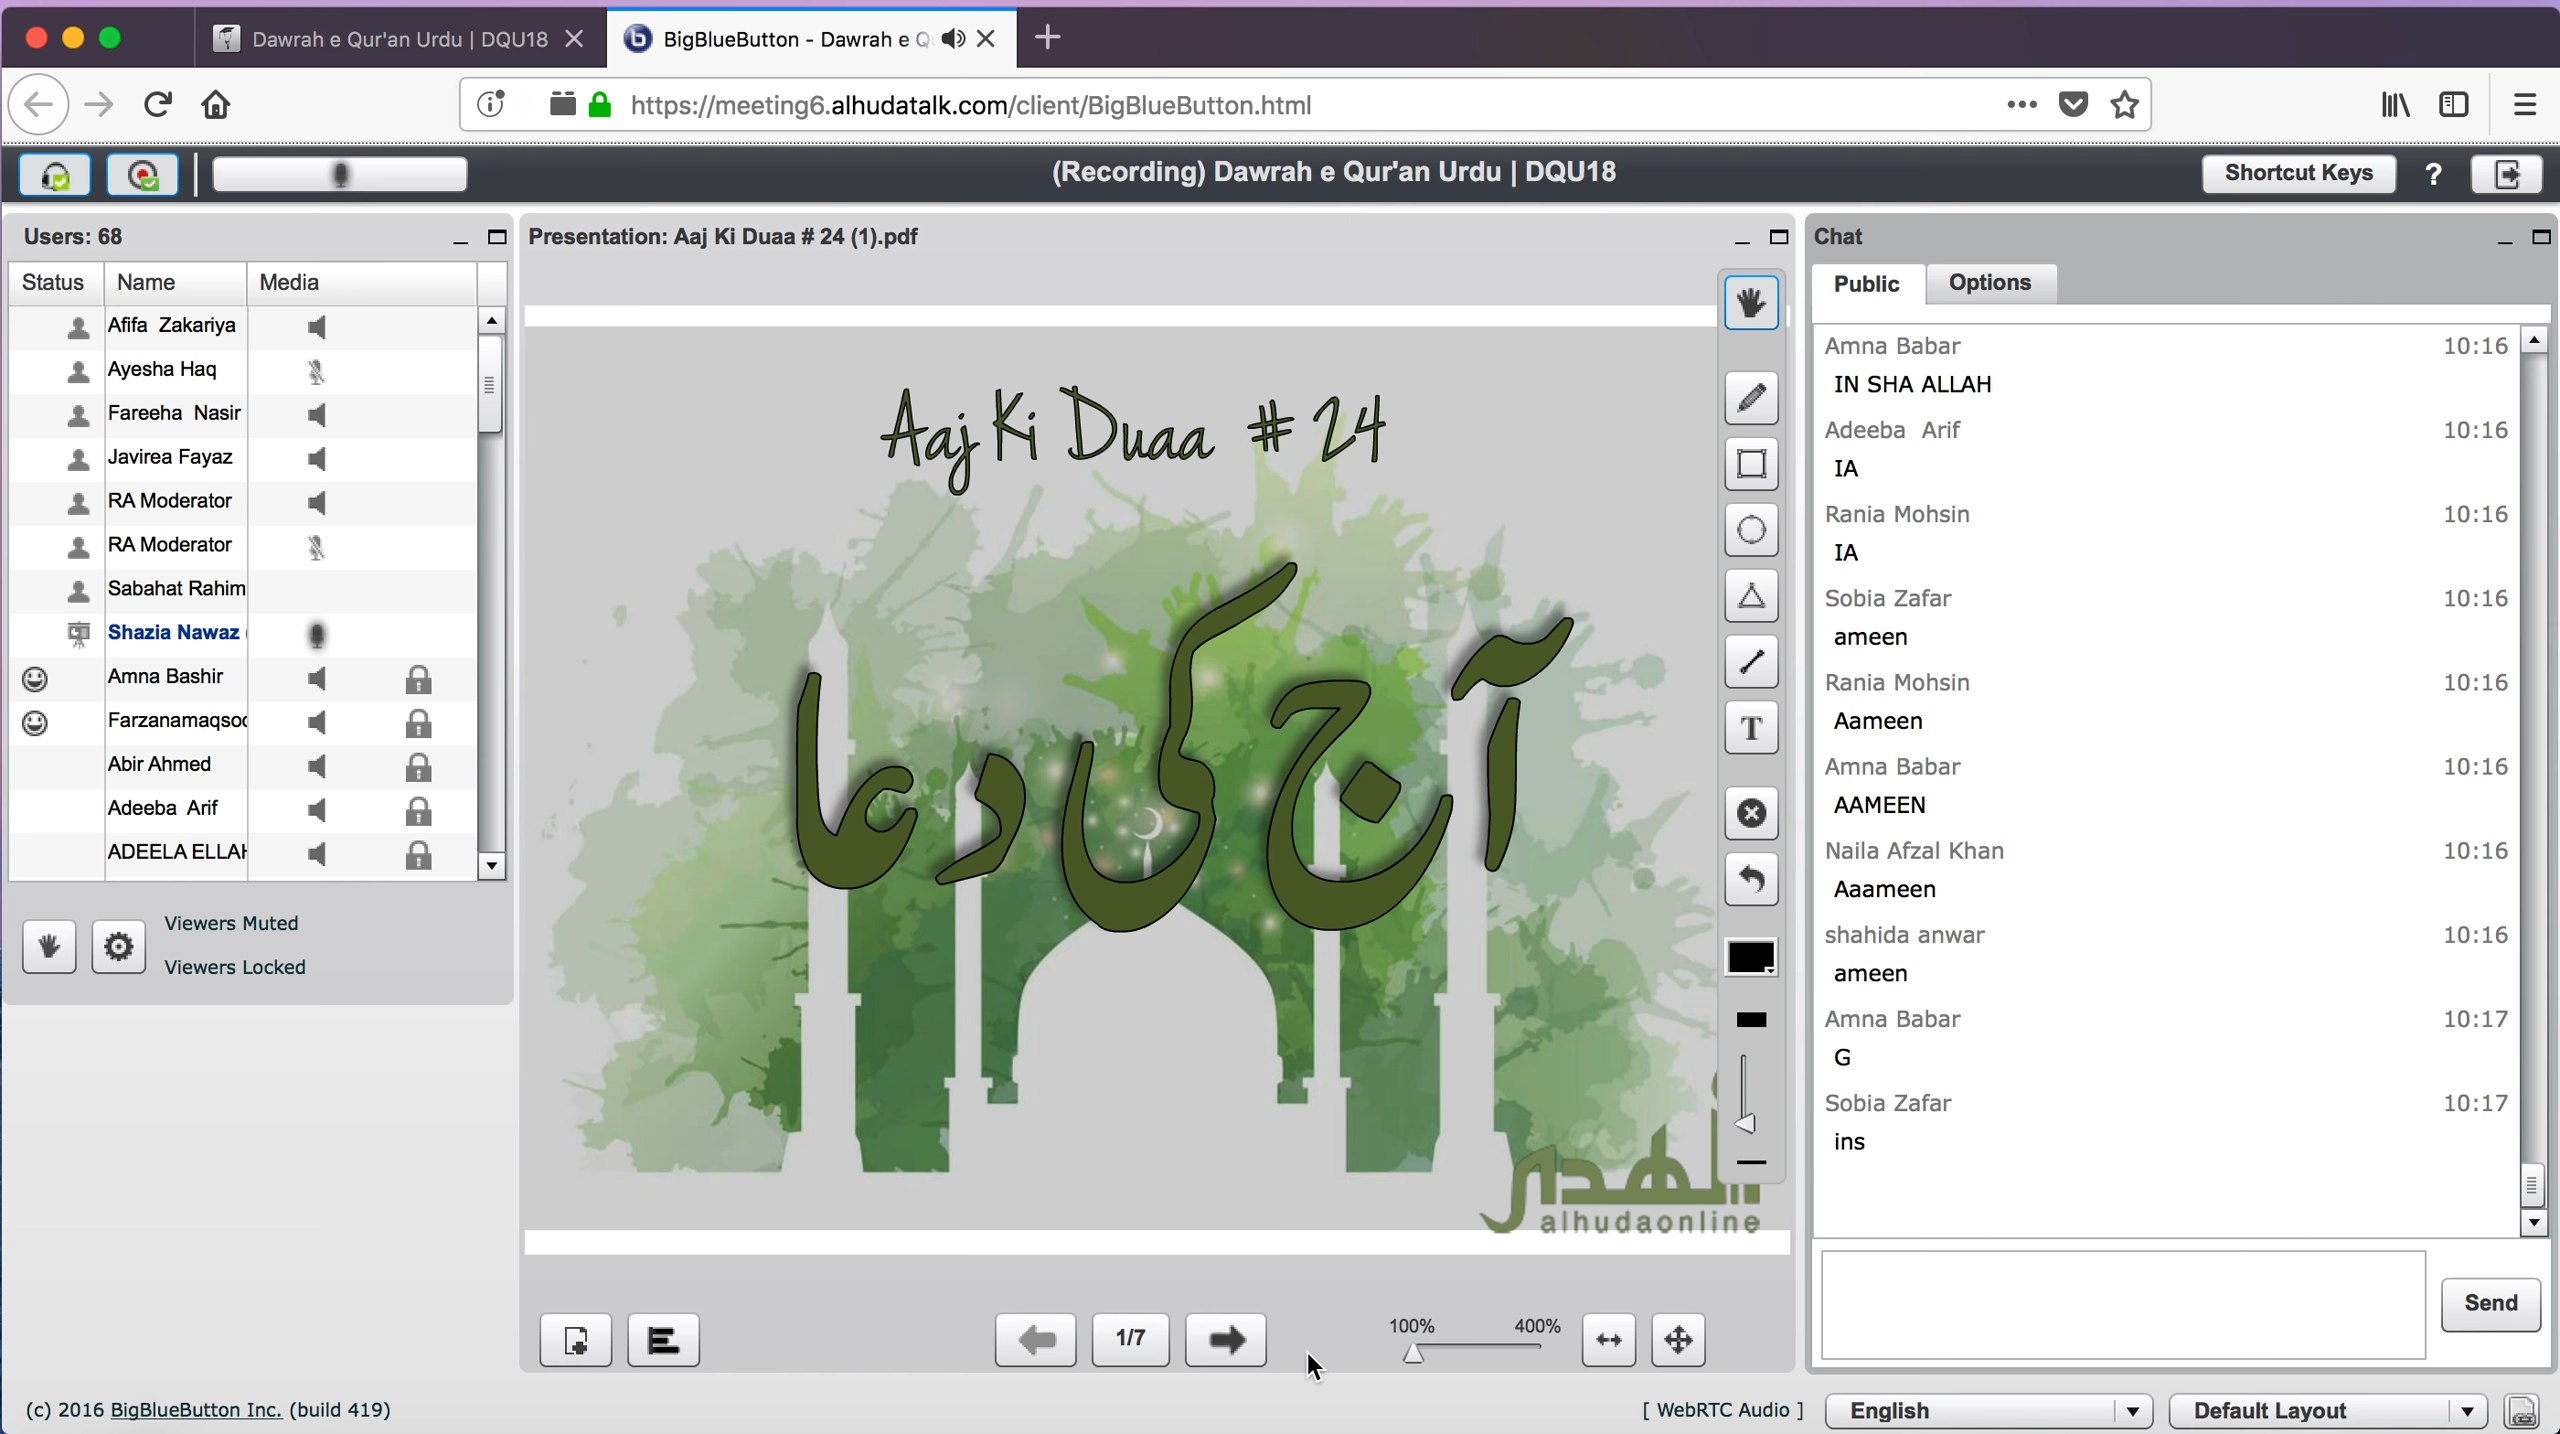 Dawrah e Qur'an Urdu | DQU18
BigBlueButton - Dawrah e Q
https://meeting6.alhudatalk.com/client/BigBlueButton.html
(Recording) Dawrah e Qur'an Urdu | DQU18
Shortcut Keys
?
Users: 68
Status Name Media
Afifa Zakariya
Ayesha Haq
Fareeha Nasir
Javirea Fayaz
RA Moderator
RA Moderator
Sabahat Rahim
Shazia Nawaz
Amna Bashir
Farzanamaqsoo
Abir Ahmed
Adeeba Arif
ADEELA ELLAH
Viewers Muted
Viewers Locked
Presentation: Aaj Ki Duaa # 24 (1).pdf
Aaj Ki Duaa # 24
آج کی دعا
alhudaonline
T
1/7
100% 400%
Chat
Public Options
Amna Babar 10:16
IN SHA ALLAH
Adeeba Arif 10:16
IA
Rania Mohsin 10:16
IA
Sobia Zafar 10:16
ameen
Rania Mohsin 10:16
Aameen
Amna Babar 10:16
AAMEEN
Naila Afzal Khan 10:16
Aaameen
shahida anwar 10:16
ameen
Amna Babar 10:17
G
Sobia Zafar 10:17
ins
Send
(c) 2016 BigBlueButton Inc. (build 419)
[ WebRTC Audio ]
English
Default Layout